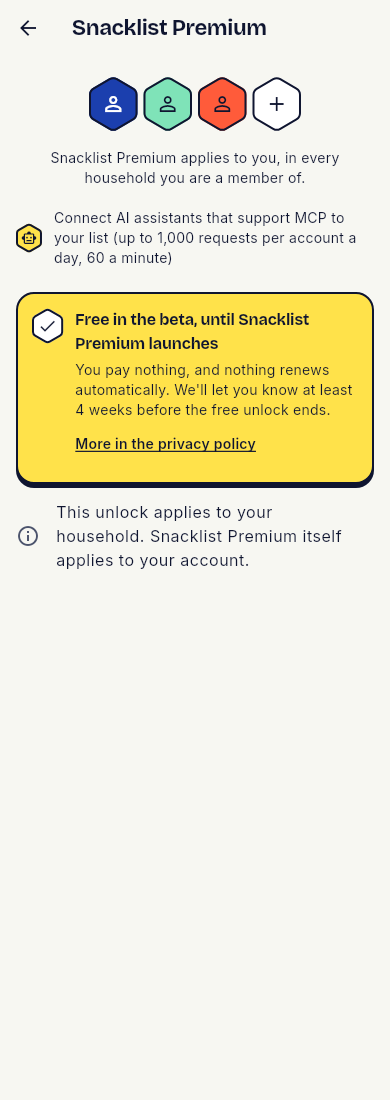 Snacklist Premium
Snacklist Premium applies to you, in every
household you are a member of.
Connect AI assistants that support MCP to
your list (up to 1,000 requests per account a
day, 60 a minute)
Free in the beta, until Snacklist
Premium launches
You pay nothing, and nothing renews
automatically. We'll let you know at least
4 weeks before the free unlock ends.
More in the privacy policy
This unlock applies to your
household. Snacklist Premium itself
applies to your account.